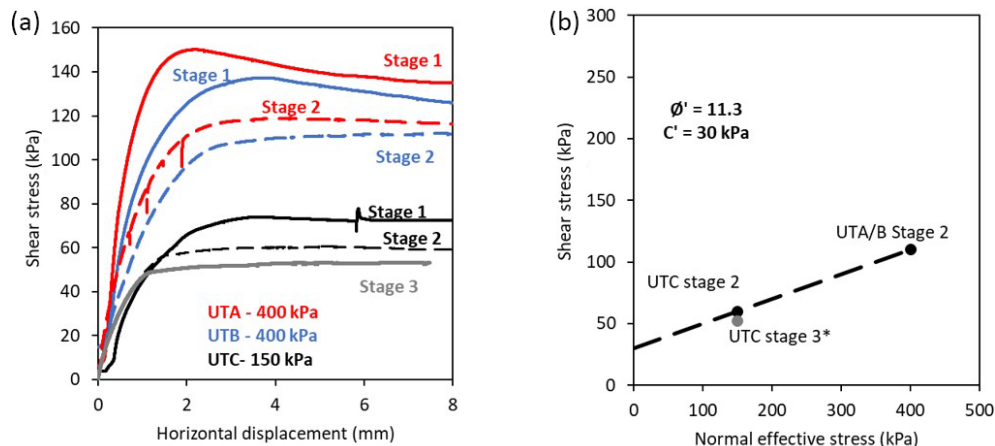 (a)
160
140
120
100
80
60
40
20
0
Shear stress (kPa)
0 2 4 6 8
Horizontal displacement (mm)
Stage 1
Stage 1
Stage 2
Stage 2
Stage 1
Stage 2
Stage 3
UTA - 400 kPa
UTB - 400 kPa
UTC- 150 kPa
(b)
300
250
200
150
100
50
0
Shear stress (kPa)
0 100 200 300 400 500
Normal effective stress (kPa)
Ø' = 11.3
C' = 30 kPa
UTA/B Stage 2
UTC stage 2
UTC stage 3*